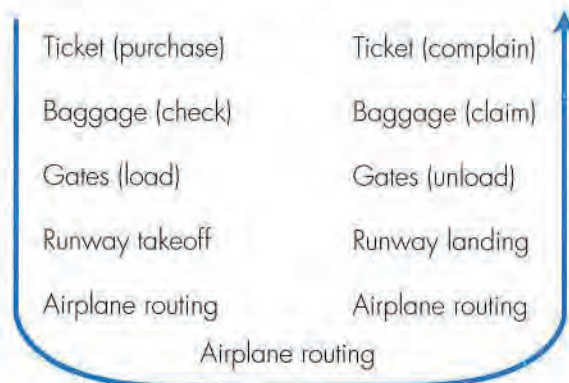 Ticket (purchase)
Ticket (complain)
Baggage (check)
Baggage (claim)
Gates (load)
Gates (unload)
Runway takeoff
Runway landing
Airplane routing
Airplane routing
Airplane routing